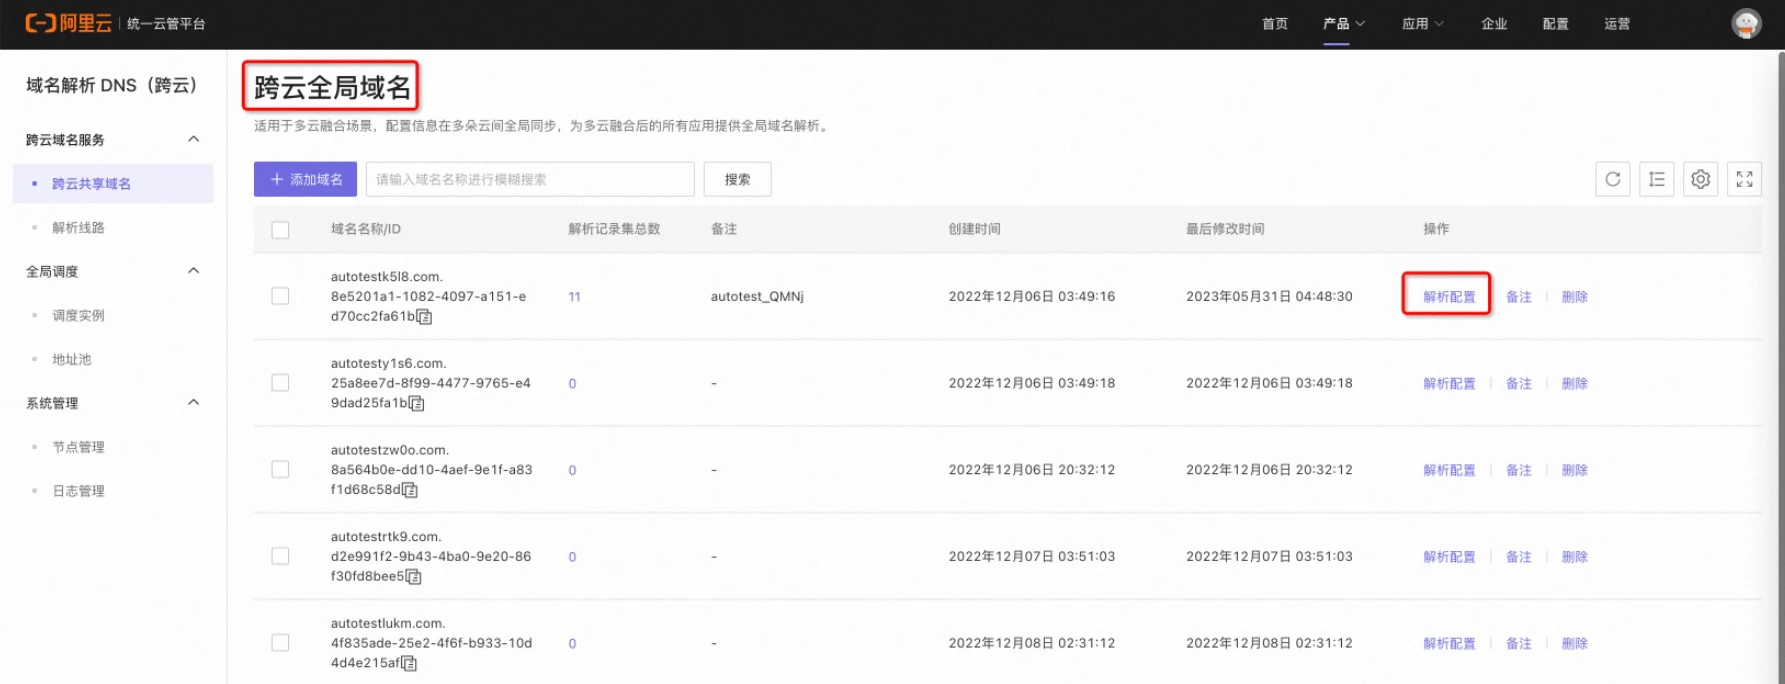 阿里云 统一云管平台
首页 产品 应用 企业 配置 运营
域名解析 DNS（跨云）
跨云域名服务
跨云共享域名
解析线路
全局调度
调度实例
地址池
系统管理
节点管理
日志管理
跨云全局域名
适用于多云融合场景，配置信息在多朵云间全局同步，为多云融合后的所有应用提供全局域名解析。
添加域名 请输入域名名称进行模糊搜索 搜索
域名名称/ID 解析记录集总数 备注 创建时间 最后修改时间 操作
autotestk5l8.com.
8e5201a1-1082-4097-a151-e 11 autotest_QMNj 2022年12月06日 03:49:16 2023年05月31日 04:48:30 解析配置 备注 删除
d70cc2fa61b
autotesty1s6.com.
25a8ee7d-8f99-4477-9765-e4 0 - 2022年12月06日 03:49:18 2022年12月06日 03:49:18 解析配置 备注 删除
9dad25fa1b
autotestzw0o.com.
8a564b0e-dd10-4aef-9e1f-a83 0 - 2022年12月06日 20:32:12 2022年12月06日 20:32:12 解析配置 备注 删除
f1d68c58d
autotestrtk9.com.
d2e991f2-9b43-4ba0-9e20-86 0 - 2022年12月07日 03:51:03 2022年12月07日 03:51:03 解析配置 备注 删除
f30fd8bee5
autotestlukm.com.
4f835ade-25e2-4f6f-b933-10d 0 - 2022年12月08日 02:31:12 2022年12月08日 02:31:12 解析配置 备注 删除
4d4e215af